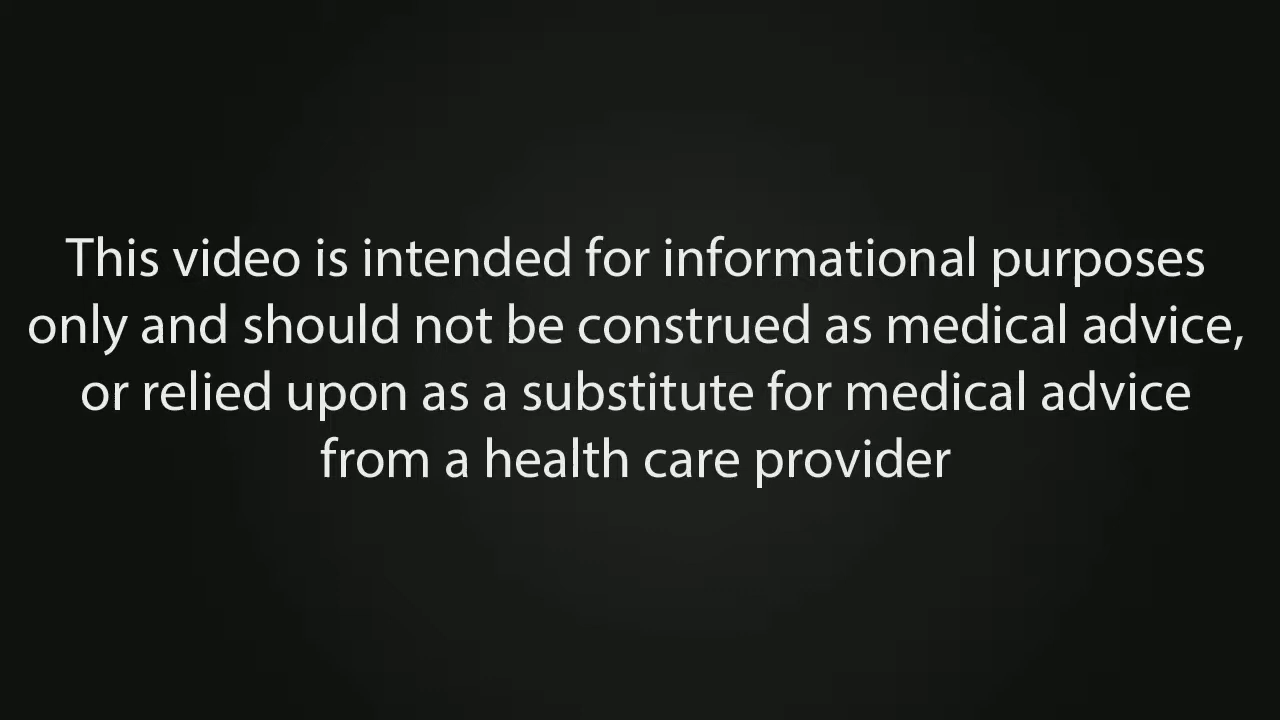 This video is intended for informational purposes
only and should not be construed as medical advice,
or relied upon as a substitute for medical advice
from a health care provider